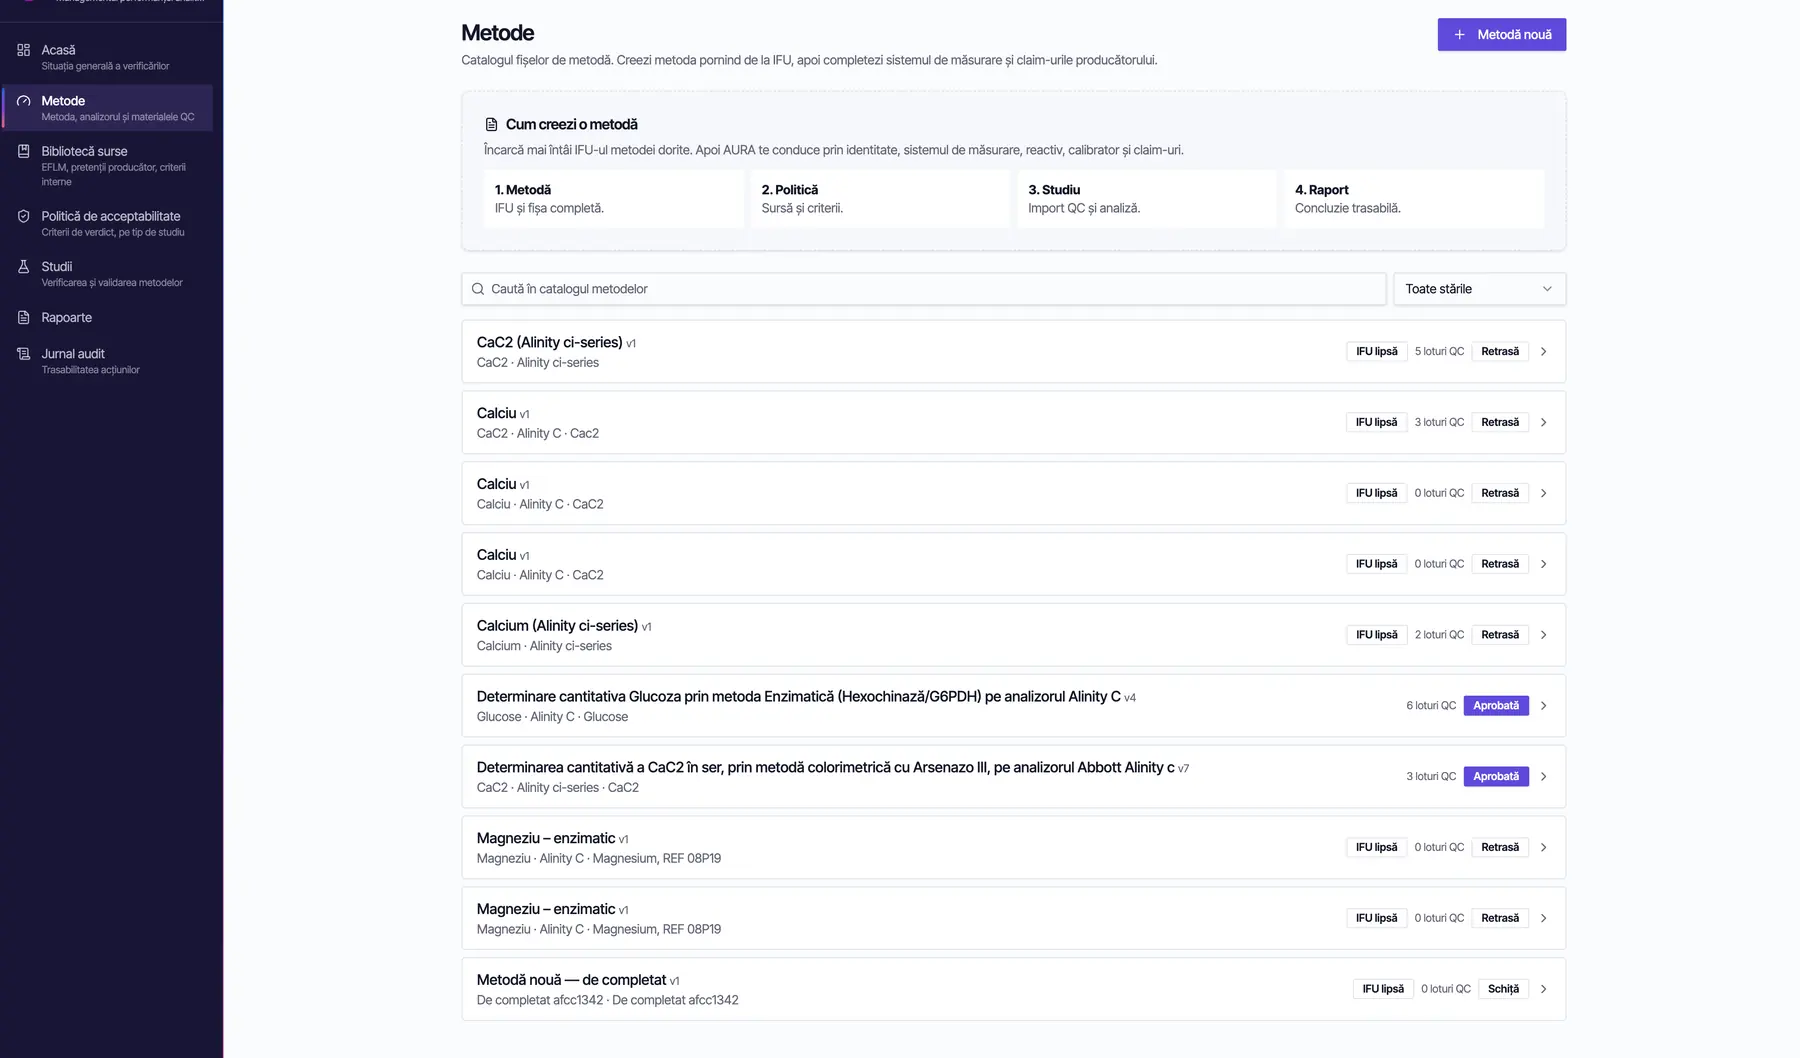 Acasă
Situația generală a verificărilor
Metode
Metoda, analizorul și materialele QC
Bibliotecă surse
EFLM, pretenții producător, criterii
interne
Politică de acceptabilitate
Criterii de verdict, pe tip de studiu
Studii
Verificarea și validarea metodelor
Rapoarte
Jurnal audit
Trasabilitatea acțiunilor
Metode
Metodă nouă
Catalogul fișelor de metodă. Creezi metoda pornind de la IFU, apoi completezi sistemul de măsurare și claim-urile producătorului.
Cum creezi o metodă
Încarcă mai întâi IFU-ul metodei dorite. Apoi AURA te conduce prin identitate, sistemul de măsurare, reactiv, calibrator și claim-uri.
1. Metodă
IFU și fișa completă.
2. Politică
Sursă și criterii.
3. Studiu
Import QC și analiză.
4. Raport
Concluzie trasabilă.
Caută în catalogul metodelor
Toate stările
CaC2 (Alinity ci-series) v1
CaC2 · Alinity ci-series
IFU lipsă 5 loturi QC Retrasă
Calciu v1
CaC2 · Alinity C · Cac2
IFU lipsă 3 loturi QC Retrasă
Calciu v1
Calciu · Alinity C · CaC2
IFU lipsă 0 loturi QC Retrasă
Calciu v1
Calciu · Alinity C · CaC2
IFU lipsă 0 loturi QC Retrasă
Calcium (Alinity ci-series) v1
Calcium · Alinity ci-series
IFU lipsă 2 loturi QC Retrasă
Determinare cantitativa Glucoza prin metoda Enzimatică (Hexochinază/G6PDH) pe analizorul Alinity C v4
Glucose · Alinity C · Glucose
6 loturi QC Aprobată
Determinarea cantitativă a CaC2 în ser, prin metodă colorimetrică cu Arsenazo III, pe analizorul Abbott Alinity c v7
CaC2 · Alinity ci-series · CaC2
3 loturi QC Aprobată
Magneziu – enzimatic v1
Magneziu · Alinity C · Magnesium, REF 08P19
IFU lipsă 0 loturi QC Retrasă
Magneziu – enzimatic v1
Magneziu · Alinity C · Magnesium, REF 08P19
IFU lipsă 0 loturi QC Retrasă
Metodă nouă — de completat v1
De completat afcc1342 · De completat afcc1342
IFU lipsă 0 loturi QC Schiță